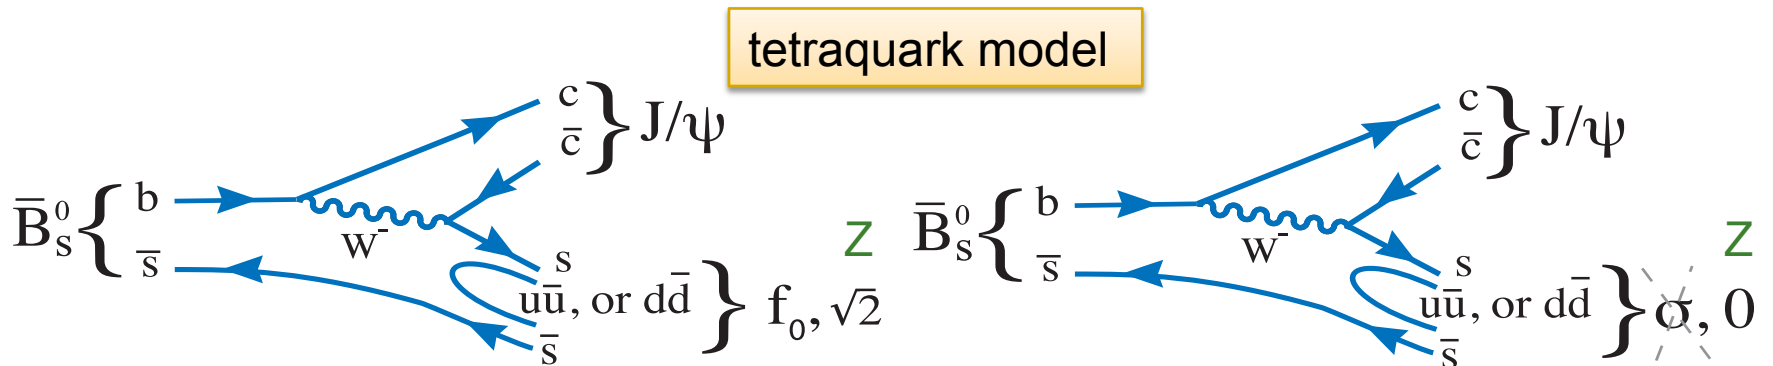 tetraquark model
c
c̄ } J/ψ
B̄⁰ₛ { b
s̄
W⁻
Z
s
uū, or dd̄ } f₀, √2
s̄
c
c̄ } J/ψ
B̄⁰ₛ { b
s̄
W⁻
Z
s
uū, or dd̄ } σ, 0
s̄